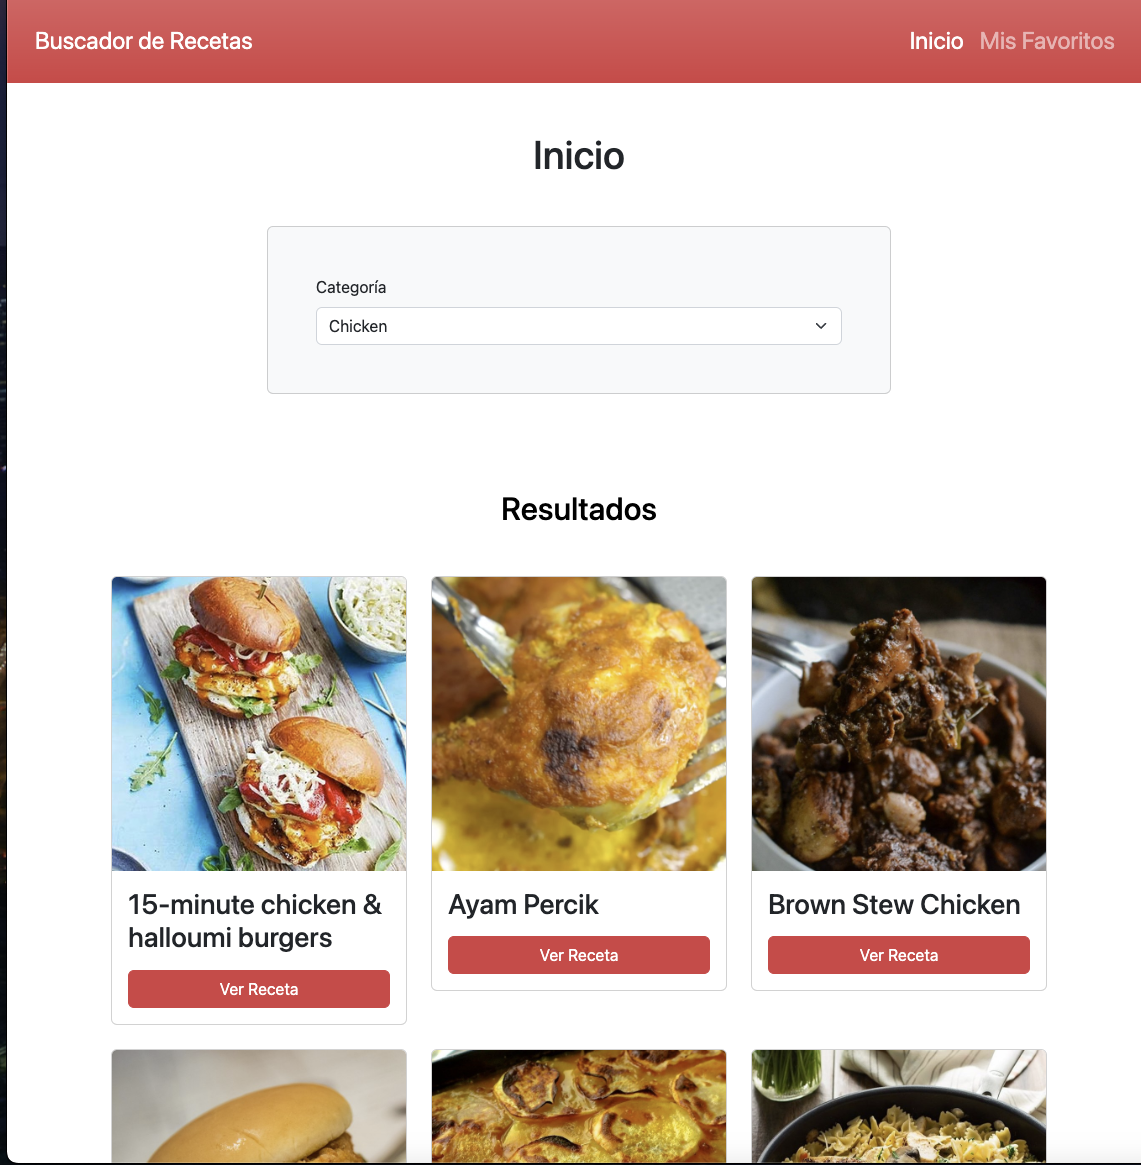 Buscador de Recetas
Inicio Mis Favoritos
Inicio
Categoría
Chicken
Resultados
15-minute chicken &
halloumi burgers
Ver Receta
Ayam Percik
Ver Receta
Brown Stew Chicken
Ver Receta